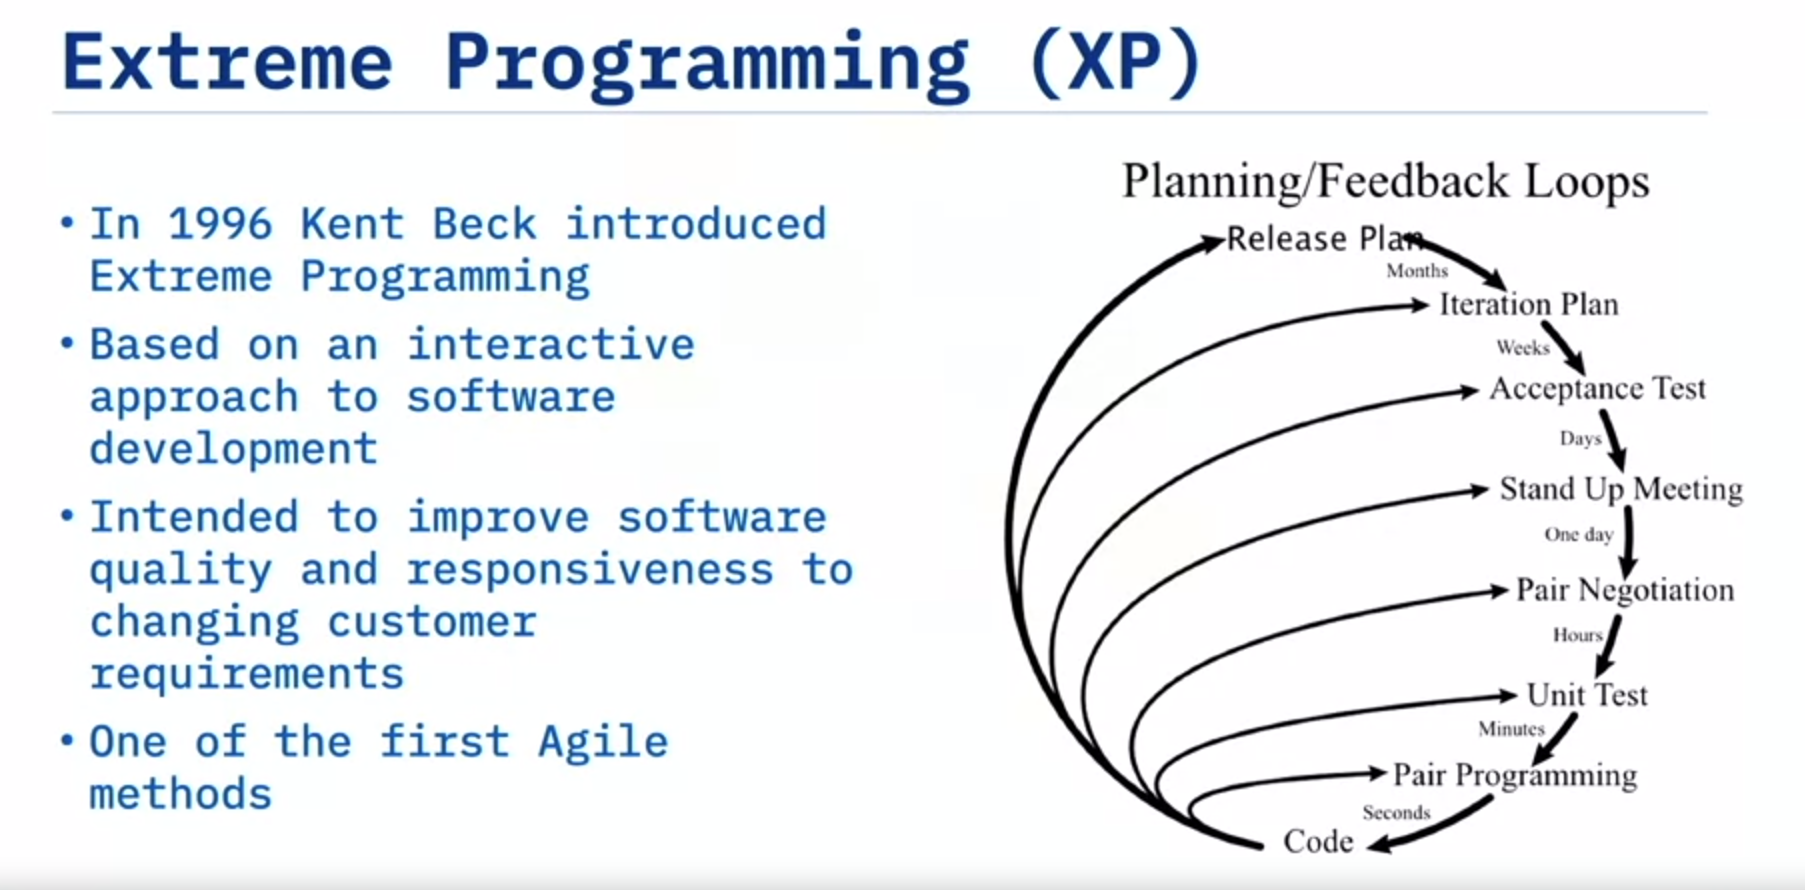 Extreme Programming (XP)
• In 1996 Kent Beck introduced
Extreme Programming
• Based on an interactive
approach to software
development
• Intended to improve software
quality and responsiveness to
changing customer
requirements
• One of the first Agile
methods
Planning/Feedback Loops
Release Plan
Months
Iteration Plan
Weeks
Acceptance Test
Days
Stand Up Meeting
One day
Pair Negotiation
Hours
Unit Test
Minutes
Pair Programming
Seconds
Code